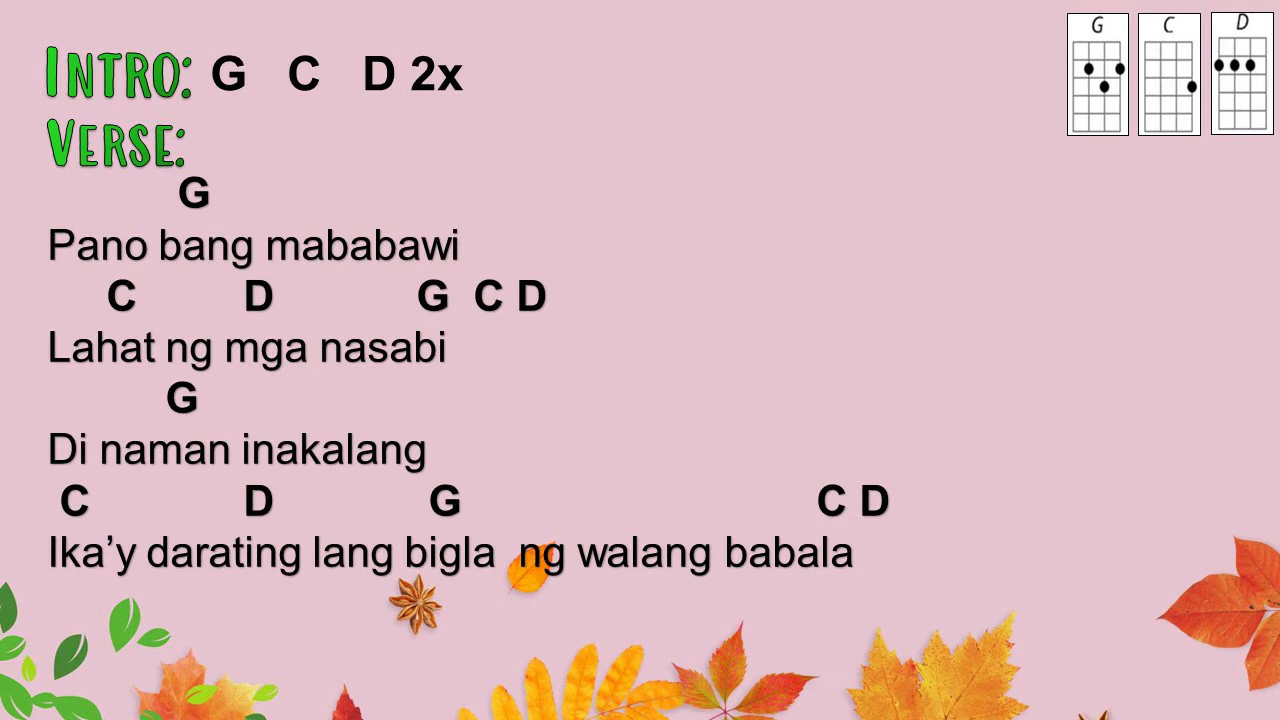 G C D
INTRO: G C D 2x
VERSE:
G
Pano bang mababawi
C D G C D
Lahat ng mga nasabi
G
Di naman inakalang
C D G C D
Ika’y darating lang bigla ng walang babala